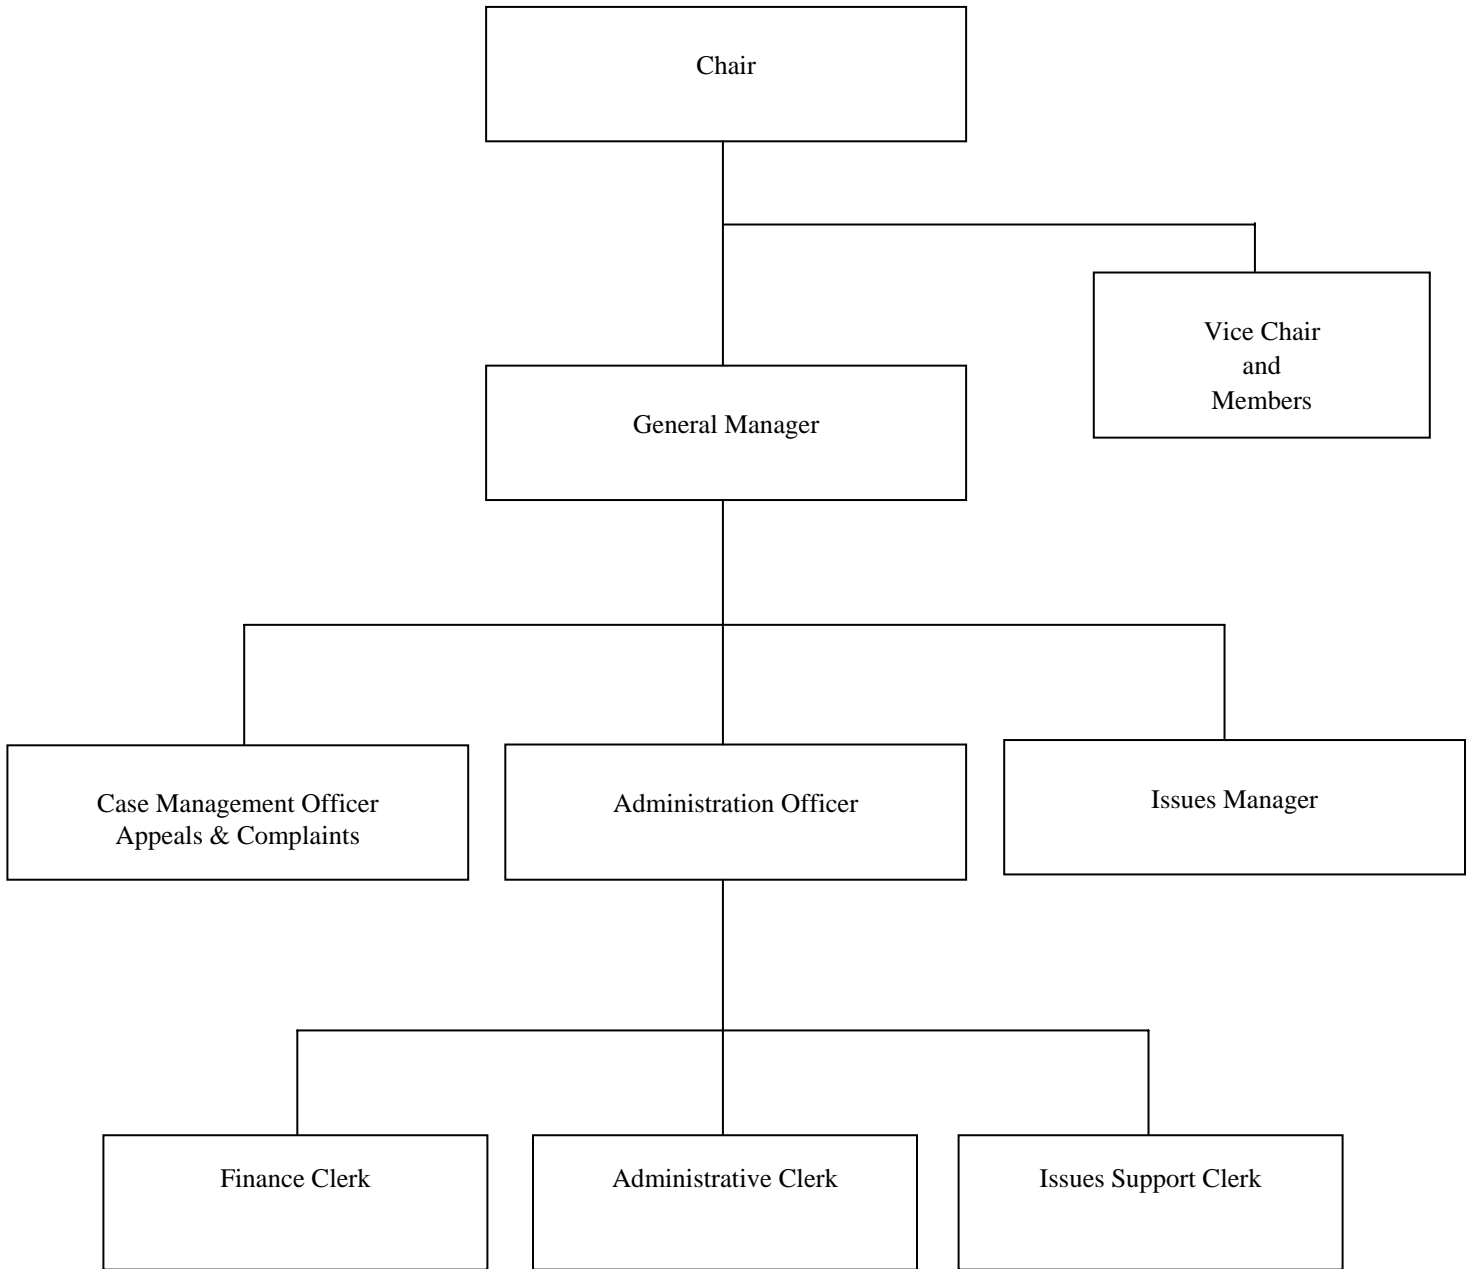 Chair
Vice Chair
and
Members
General Manager
Case Management Officer
Appeals & Complaints
Administration Officer
Issues Manager
Finance Clerk
Administrative Clerk
Issues Support Clerk